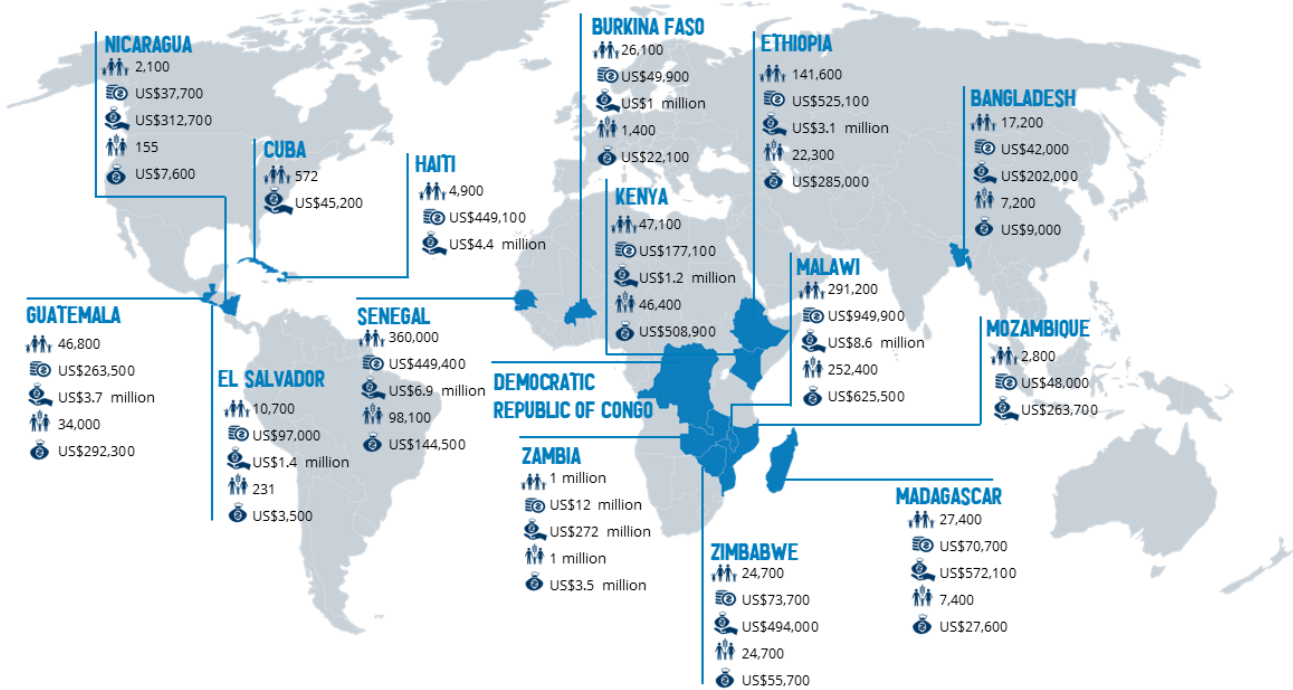 NICARAGUA
2,100
US$37,700
US$312,700
155
US$7,600
CUBA
572
US$45,200
HAITI
4,900
US$449,100
US$4.4 million
BURKINA FASO
26,100
US$49,900
US$1 million
1,400
US$22,100
ETHIOPIA
141,600
US$525,100
US$3.1 million
22,300
US$285,000
BANGLADESH
17,200
US$42,000
US$202,000
7,200
US$9,000
KENYA
47,100
US$177,100
US$1.2 million
46,400
US$508,900
MALAWI
291,200
US$949,900
US$8.6 million
252,400
US$625,500
MOZAMBIQUE
2,800
US$48,000
US$263,700
GUATEMALA
46,800
US$263,500
US$3.7 million
34,000
US$292,300
EL SALVADOR
10,700
US$97,000
US$1.4 million
231
US$3,500
SENEGAL
360,000
US$449,400
US$6.9 million
98,100
US$144,500
DEMOCRATIC
REPUBLIC OF CONGO
ZAMBIA
1 million
US$12 million
US$272 million
1 million
US$3.5 million
ZIMBABWE
24,700
US$73,700
US$494,000
24,700
US$55,700
MADAGASCAR
27,400
US$70,700
US$572,100
7,400
US$27,600